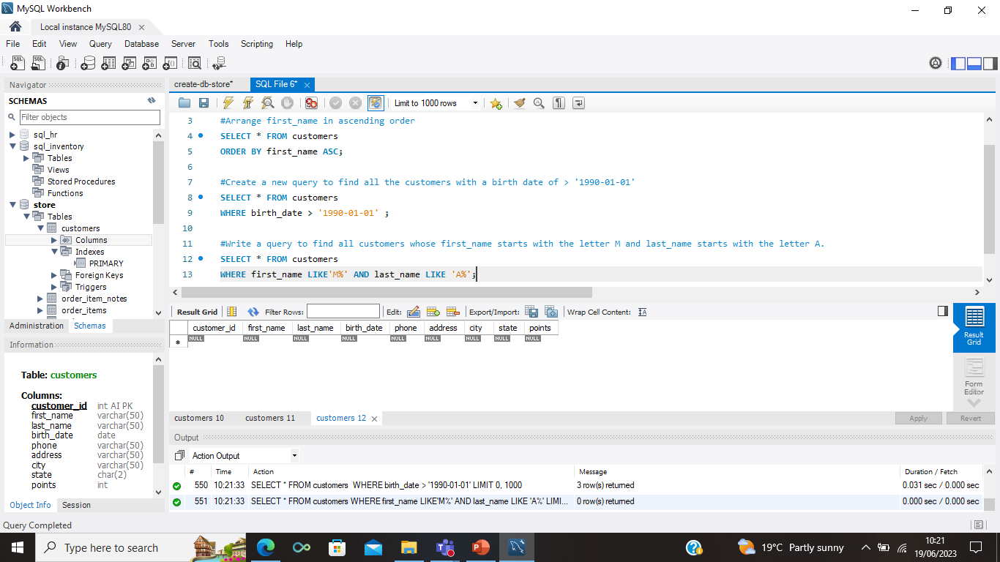 MySQL Workbench
Local instance MySQL80
File Edit View Query Database Server Tools Scripting Help
Navigator
SCHEMAS
Filter objects
sql_hr
sql_inventory
Tables
Views
Stored Procedures
Functions
store
Tables
customers
Columns
Indexes
PRIMARY
Foreign Keys
Triggers
order_item_notes
order_items
Administration Schemas
Information
Table: customers
Columns:
customer_id int AI PK
first_name varchar(50)
last_name varchar(50)
birth_date date
phone varchar(50)
address varchar(50)
city varchar(50)
state char(2)
points int
Object Info Session
create-db-store* SQL File 6*
Limit to 1000 rows
3 #Arrange first_name in ascending order
4 SELECT * FROM customers
5 ORDER BY first_name ASC;
6
7 #Create a new query to find all the customers with a birth date of > '1990-01-01'
8 SELECT * FROM customers
9 WHERE birth_date > '1990-01-01' ;
10
11 #Write a query to find all customers whose first_name starts with the letter M and last_name starts with the letter A.
12 SELECT * FROM customers
13 WHERE first_name LIKE'M%' AND last_name LIKE 'A%';
Result Grid Filter Rows: Edit: Export/Import: Wrap Cell Content:
customer_id first_name last_name birth_date phone address city state points
NULL NULL NULL NULL NULL NULL NULL NULL NULL
Result Grid
Form Editor
customers 10 customers 11 customers 12 Apply Revert
Output
Action Output
# Time Action Message Duration / Fetch
550 10:21:33 SELECT * FROM customers WHERE birth_date > '1990-01-01' LIMIT 0, 1000 3 row(s) returned 0.031 sec / 0.000 sec
551 10:21:33 SELECT * FROM customers WHERE first_name LIKE'M%' AND last_name LIKE 'A%' LIMI... 0 row(s) returned 0.000 sec / 0.000 sec
Query Completed
Type here to search
19°C Partly sunny
10:21
19/06/2023